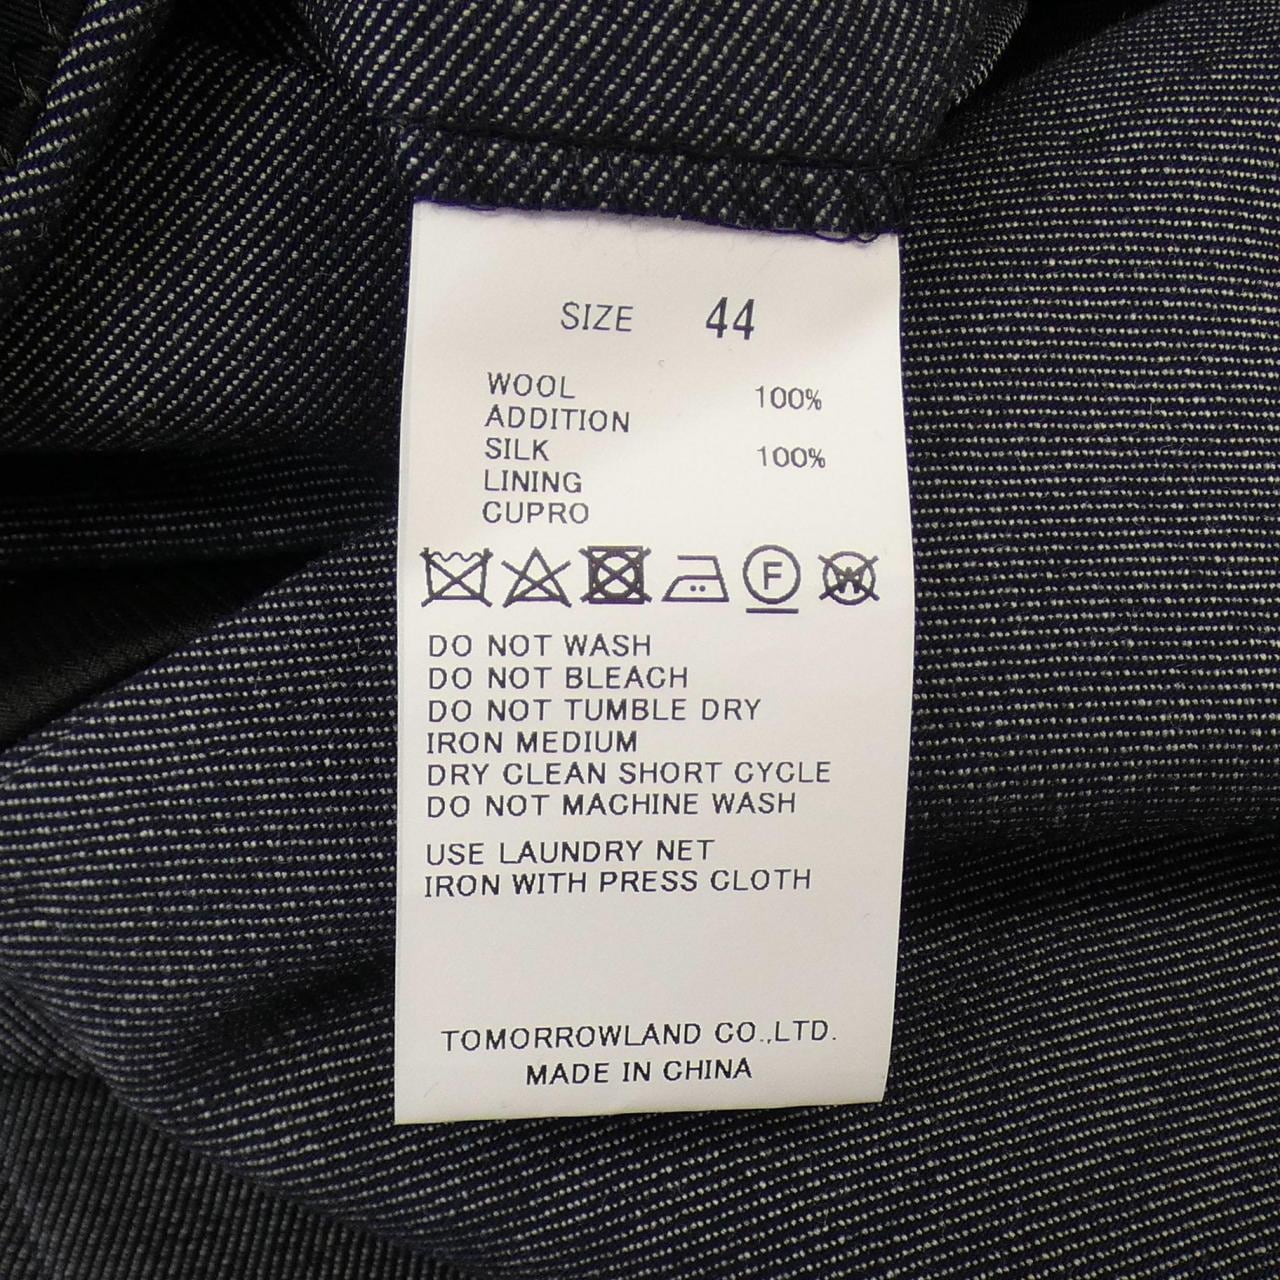 SIZE 44
WOOL 100%
ADDITION
SILK 100%
LINING
CUPRO
F
W
DO NOT WASH
DO NOT BLEACH
DO NOT TUMBLE DRY
IRON MEDIUM
DRY CLEAN SHORT CYCLE
DO NOT MACHINE WASH
USE LAUNDRY NET
IRON WITH PRESS CLOTH
TOMORROWLAND CO.,LTD.
MADE IN CHINA